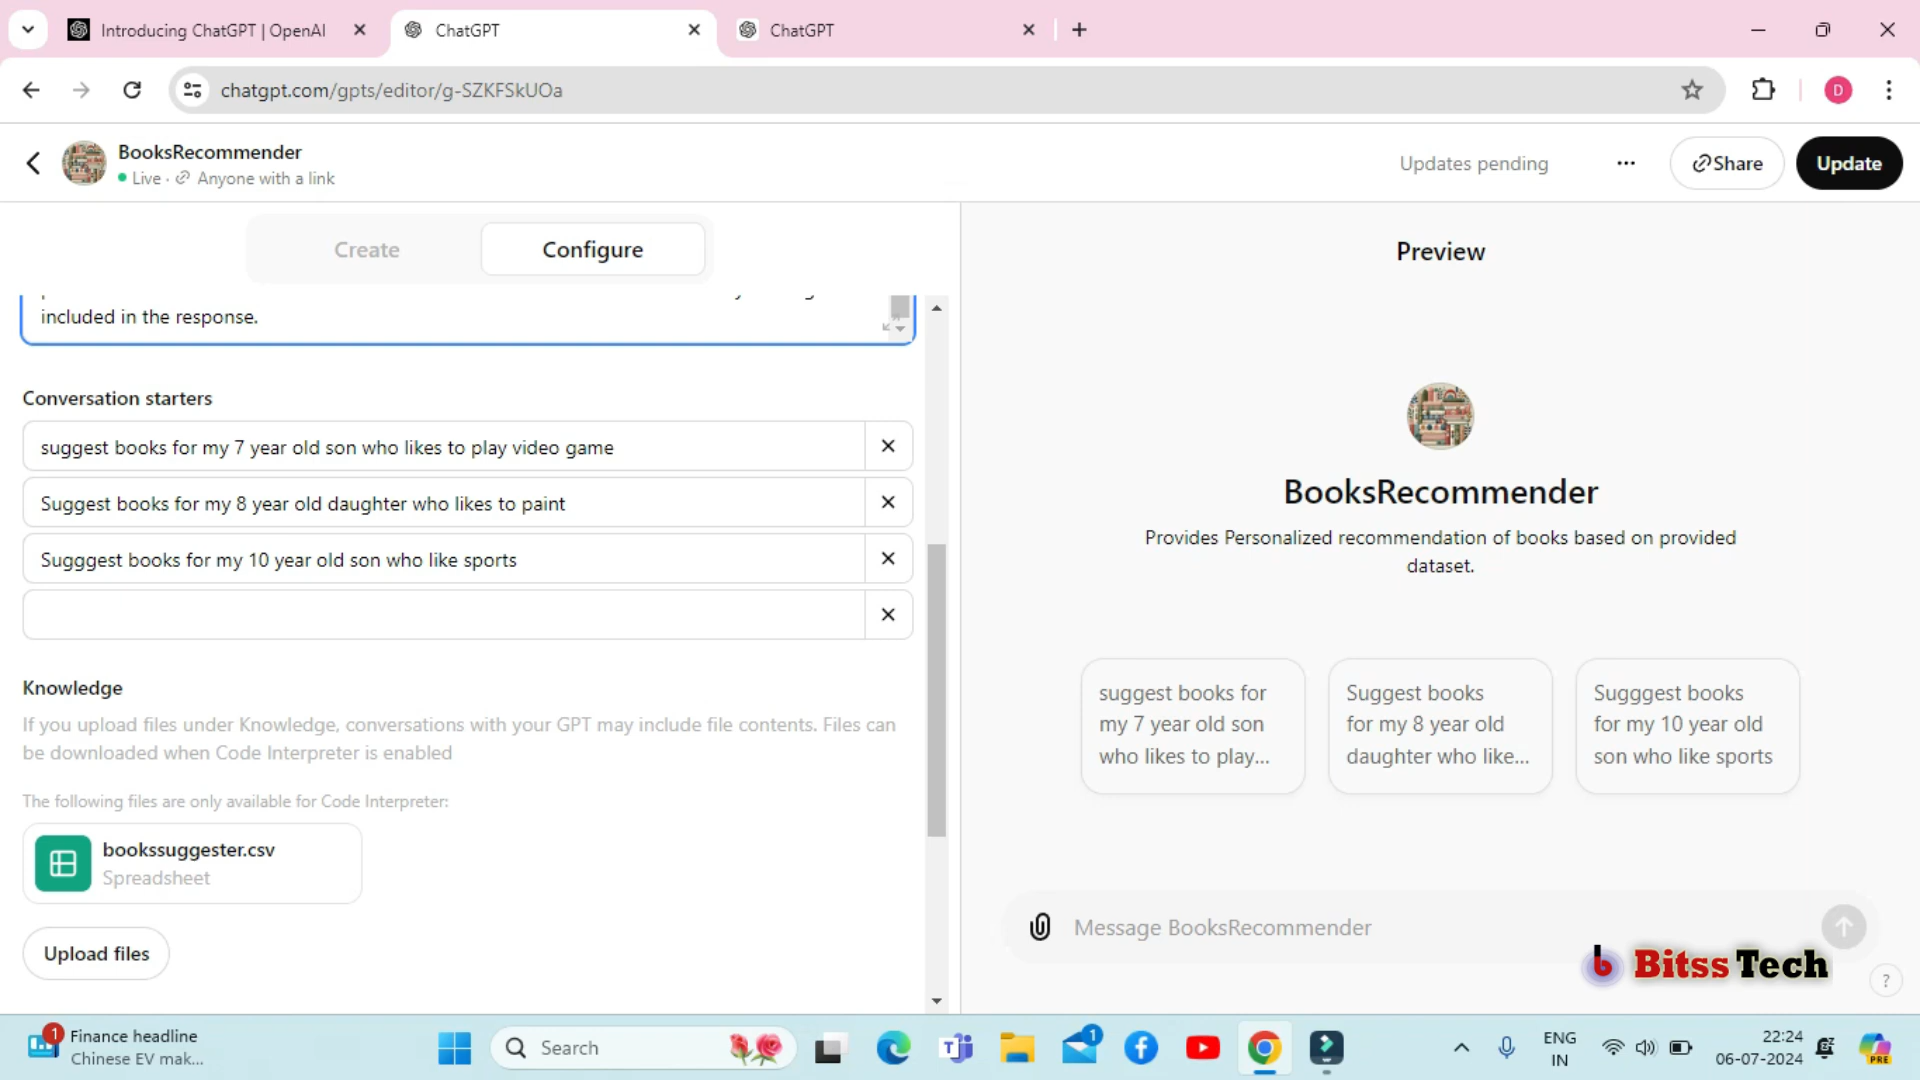 Introducing ChatGPT | OpenAI
ChatGPT
ChatGPT
chatgpt.com/gpts/editor/g-SZKFSkUOa
D
BooksRecommender
Live · Anyone with a link
Updates pending
Share
Update
Create
Configure
included in the response.
Conversation starters
suggest books for my 7 year old son who likes to play video game
Suggest books for my 8 year old daughter who likes to paint
Sugggest books for my 10 year old son who like sports
Knowledge
If you upload files under Knowledge, conversations with your GPT may include file contents. Files can
be downloaded when Code Interpreter is enabled
The following files are only available for Code Interpreter:
bookssuggester.csv
Spreadsheet
Upload files
Preview
BooksRecommender
Provides Personalized recommendation of books based on provided
dataset.
suggest books for
my 7 year old son
who likes to play...
Suggest books
for my 8 year old
daughter who like...
Sugggest books
for my 10 year old
son who like sports
Message BooksRecommender
b Bitss Tech
?
1
Finance headline
Chinese EV mak...
Search
1
ENG
IN
22:24
06-07-2024
PRE